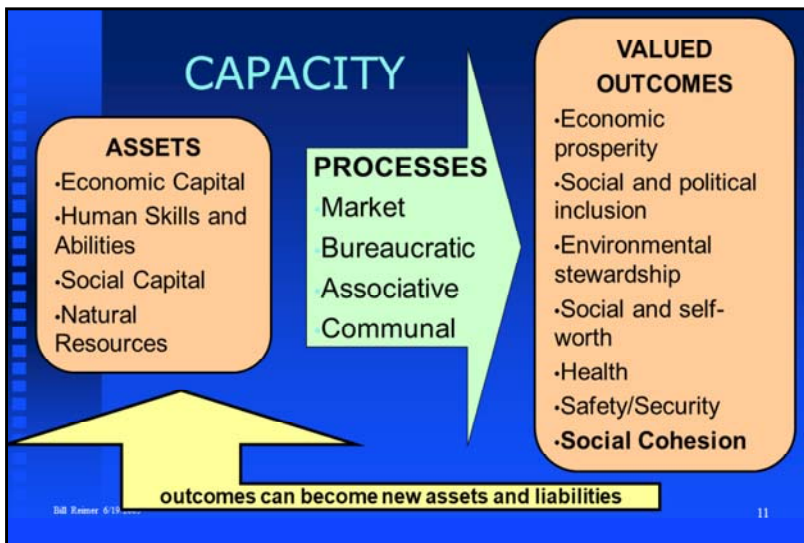 CAPACITY
ASSETS
•Economic Capital
•Human Skills and
Abilities
•Social Capital
•Natural
Resources
PROCESSES
•Market
•Bureaucratic
•Associative
•Communal
VALUED
OUTCOMES
•Economic
prosperity
•Social and political
inclusion
•Environmental
stewardship
•Social and self-
worth
•Health
•Safety/Security
•Social Cohesion
outcomes can become new assets and liabilities
Bill Reimer 6/19/
11